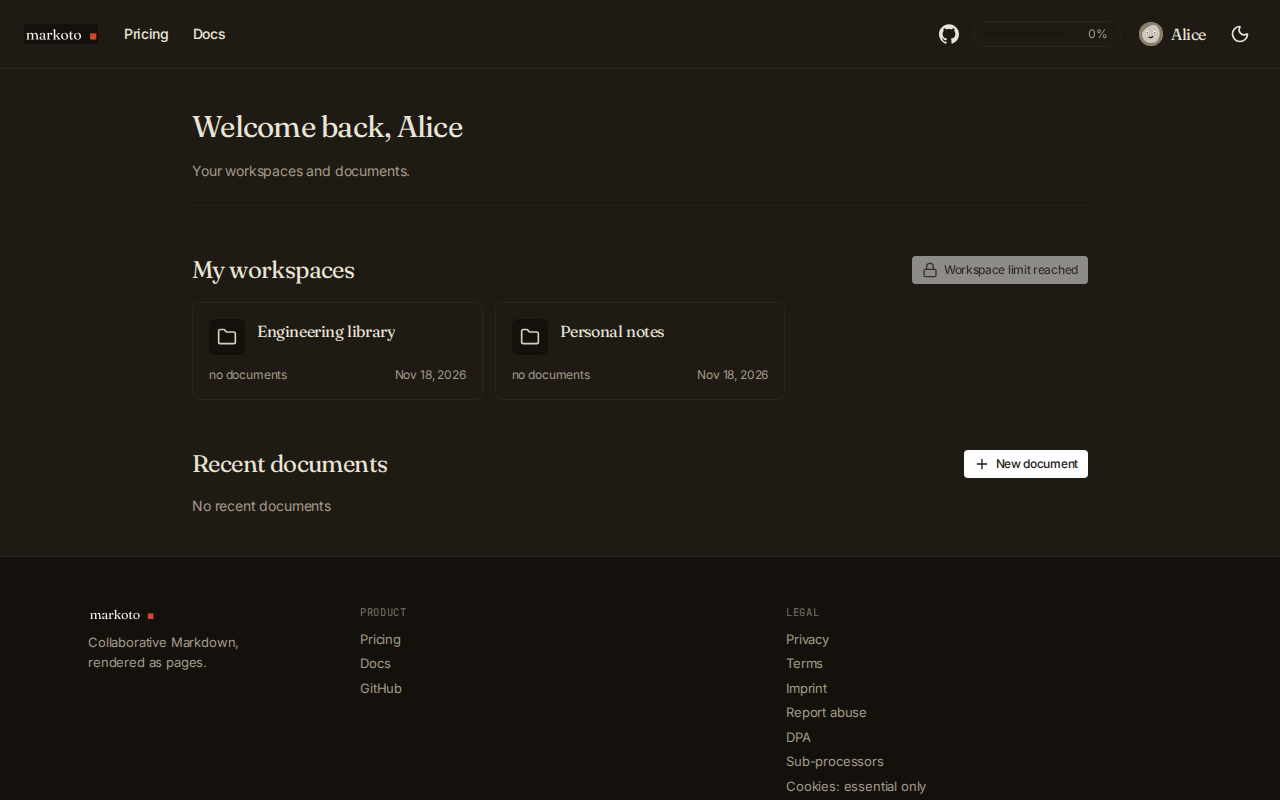 markoto
Pricing
Docs
0%
Alice
Welcome back, Alice
Your workspaces and documents.
My workspaces
Workspace limit reached
Engineering library
no documents
Nov 18, 2026
Personal notes
no documents
Nov 18, 2026
Recent documents
New document
No recent documents
markoto
Collaborative Markdown,
rendered as pages.
PRODUCT
Pricing
Docs
GitHub
LEGAL
Privacy
Terms
Imprint
Report abuse
DPA
Sub-processors
Cookies: essential only